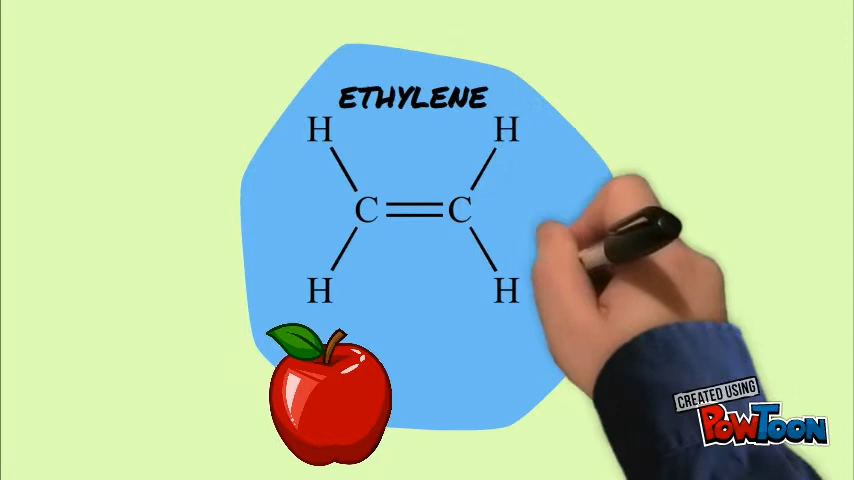 ETHYLENE
H H
C C
H H
CREATED USING
POWTOON